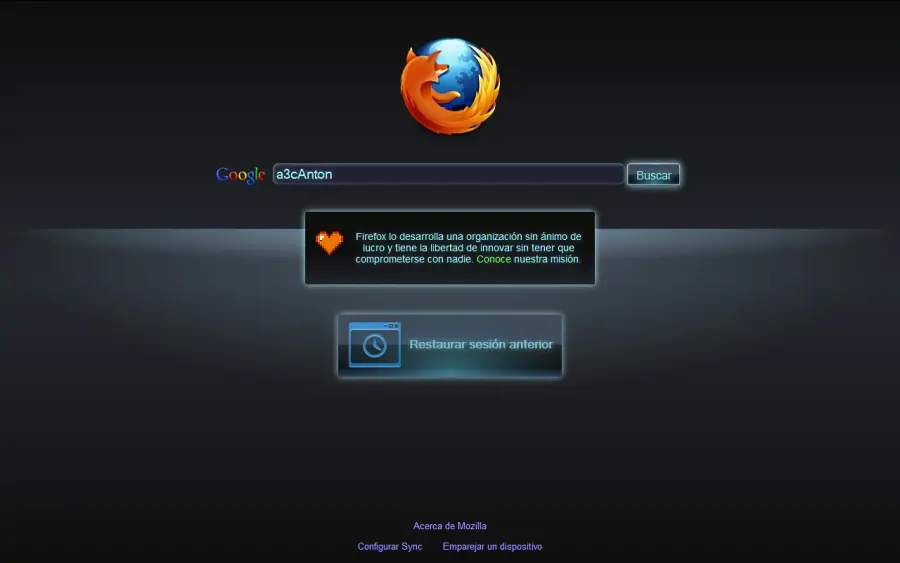 Google
a3cAnton
Buscar
Firefox lo desarrolla una organización sin ánimo de
lucro y tiene la libertad de innovar sin tener que
comprometerse con nadie. Conoce nuestra misión.
Restaurar sesión anterior
Acerca de Mozilla
Configurar Sync Emparejar un dispositivo